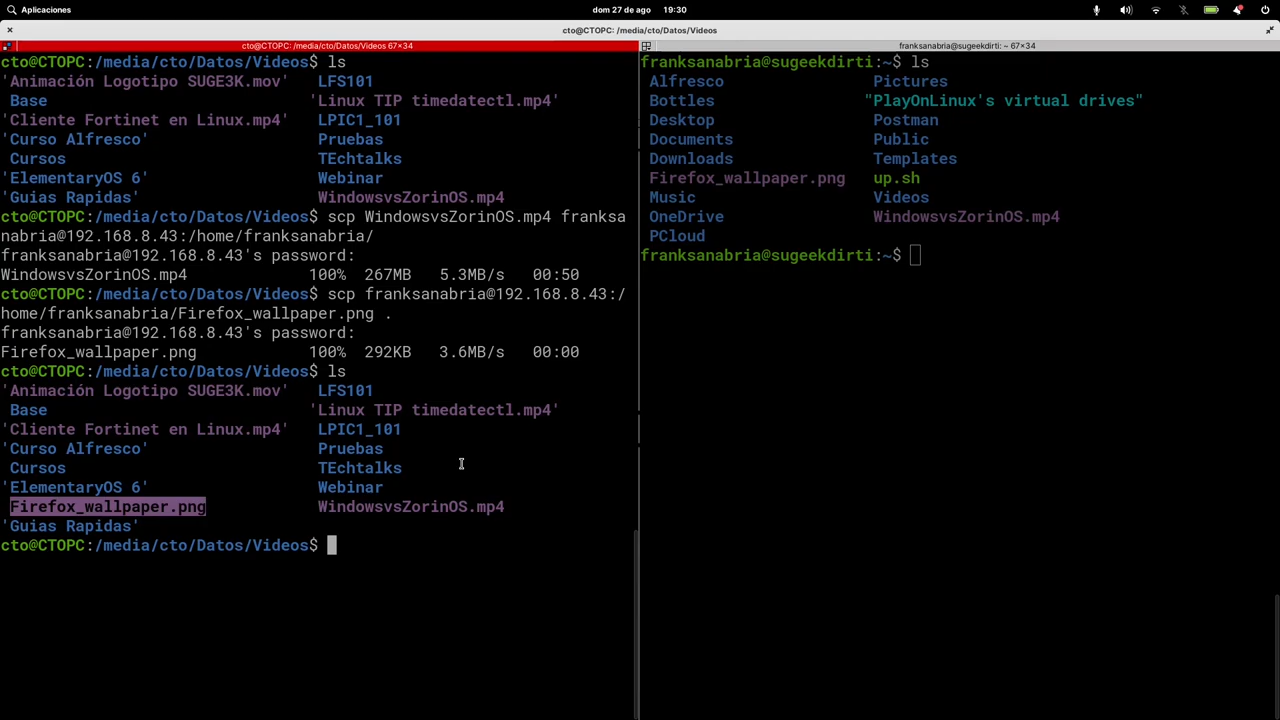 Aplicaciones
dom 27 de ago 19:30
cto@CTOPC: /media/cto/Datos/Videos
cto@CTOPC: /media/cto/Datos/Videos 67×34
cto@CTOPC:/media/cto/Datos/Videos$ ls
'Animación Logotipo SUGE3K.mov' LFS101
Base 'Linux TIP timedatectl.mp4'
'Cliente Fortinet en Linux.mp4' LPIC1_101
'Curso Alfresco' Pruebas
Cursos TEchtalks
'ElementaryOS 6' Webinar
'Guias Rapidas' WindowsvsZorinOS.mp4
cto@CTOPC:/media/cto/Datos/Videos$ scp WindowsvsZorinOS.mp4 franksa
nabria@192.168.8.43:/home/franksanabria/
franksanabria@192.168.8.43's password:
WindowsvsZorinOS.mp4 100% 267MB 5.3MB/s 00:50
cto@CTOPC:/media/cto/Datos/Videos$ scp franksanabria@192.168.8.43:/
home/franksanabria/Firefox_wallpaper.png .
franksanabria@192.168.8.43's password:
Firefox_wallpaper.png 100% 292KB 3.6MB/s 00:00
cto@CTOPC:/media/cto/Datos/Videos$ ls
'Animación Logotipo SUGE3K.mov' LFS101
Base 'Linux TIP timedatectl.mp4'
'Cliente Fortinet en Linux.mp4' LPIC1_101
'Curso Alfresco' Pruebas
Cursos TEchtalks
'ElementaryOS 6' Webinar
Firefox_wallpaper.png WindowsvsZorinOS.mp4
'Guias Rapidas'
cto@CTOPC:/media/cto/Datos/Videos$
franksanabria@sugeekdirti: ~ 67×34
franksanabria@sugeekdirti:~$ ls
Alfresco Pictures
Bottles "PlayOnLinux's virtual drives"
Desktop Postman
Documents Public
Downloads Templates
Firefox_wallpaper.png up.sh
Music Videos
OneDrive WindowsvsZorinOS.mp4
PCloud
franksanabria@sugeekdirti:~$